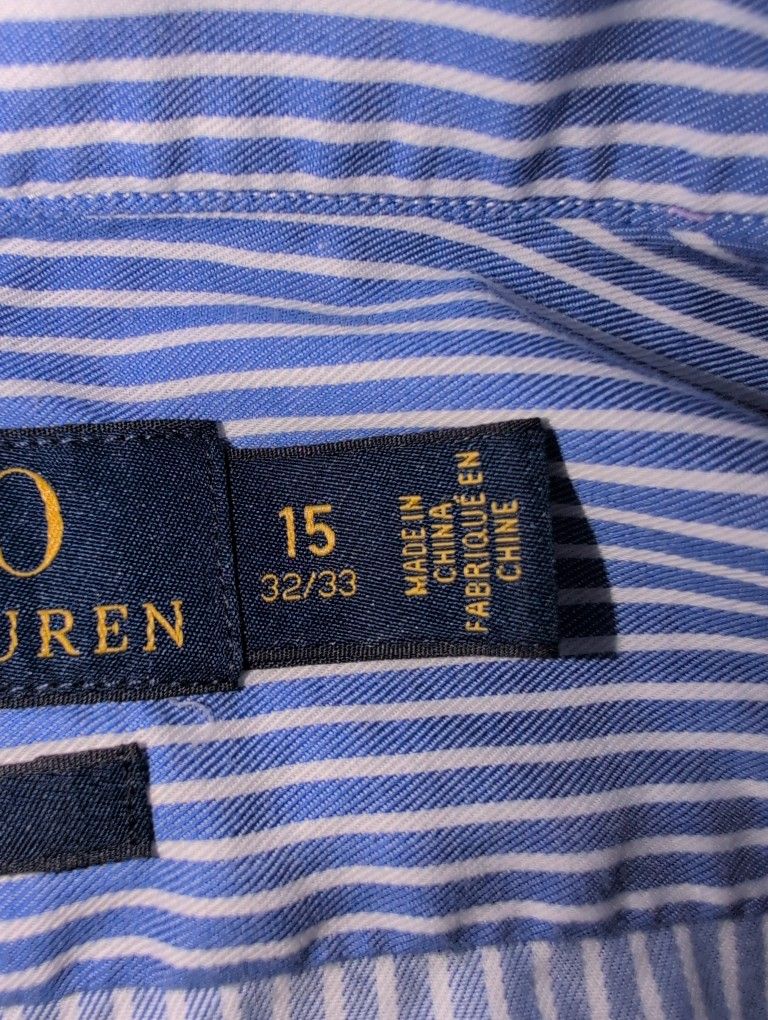 15
32/33
MADE IN
CHINA
FABRIQUÉ EN
CHINE